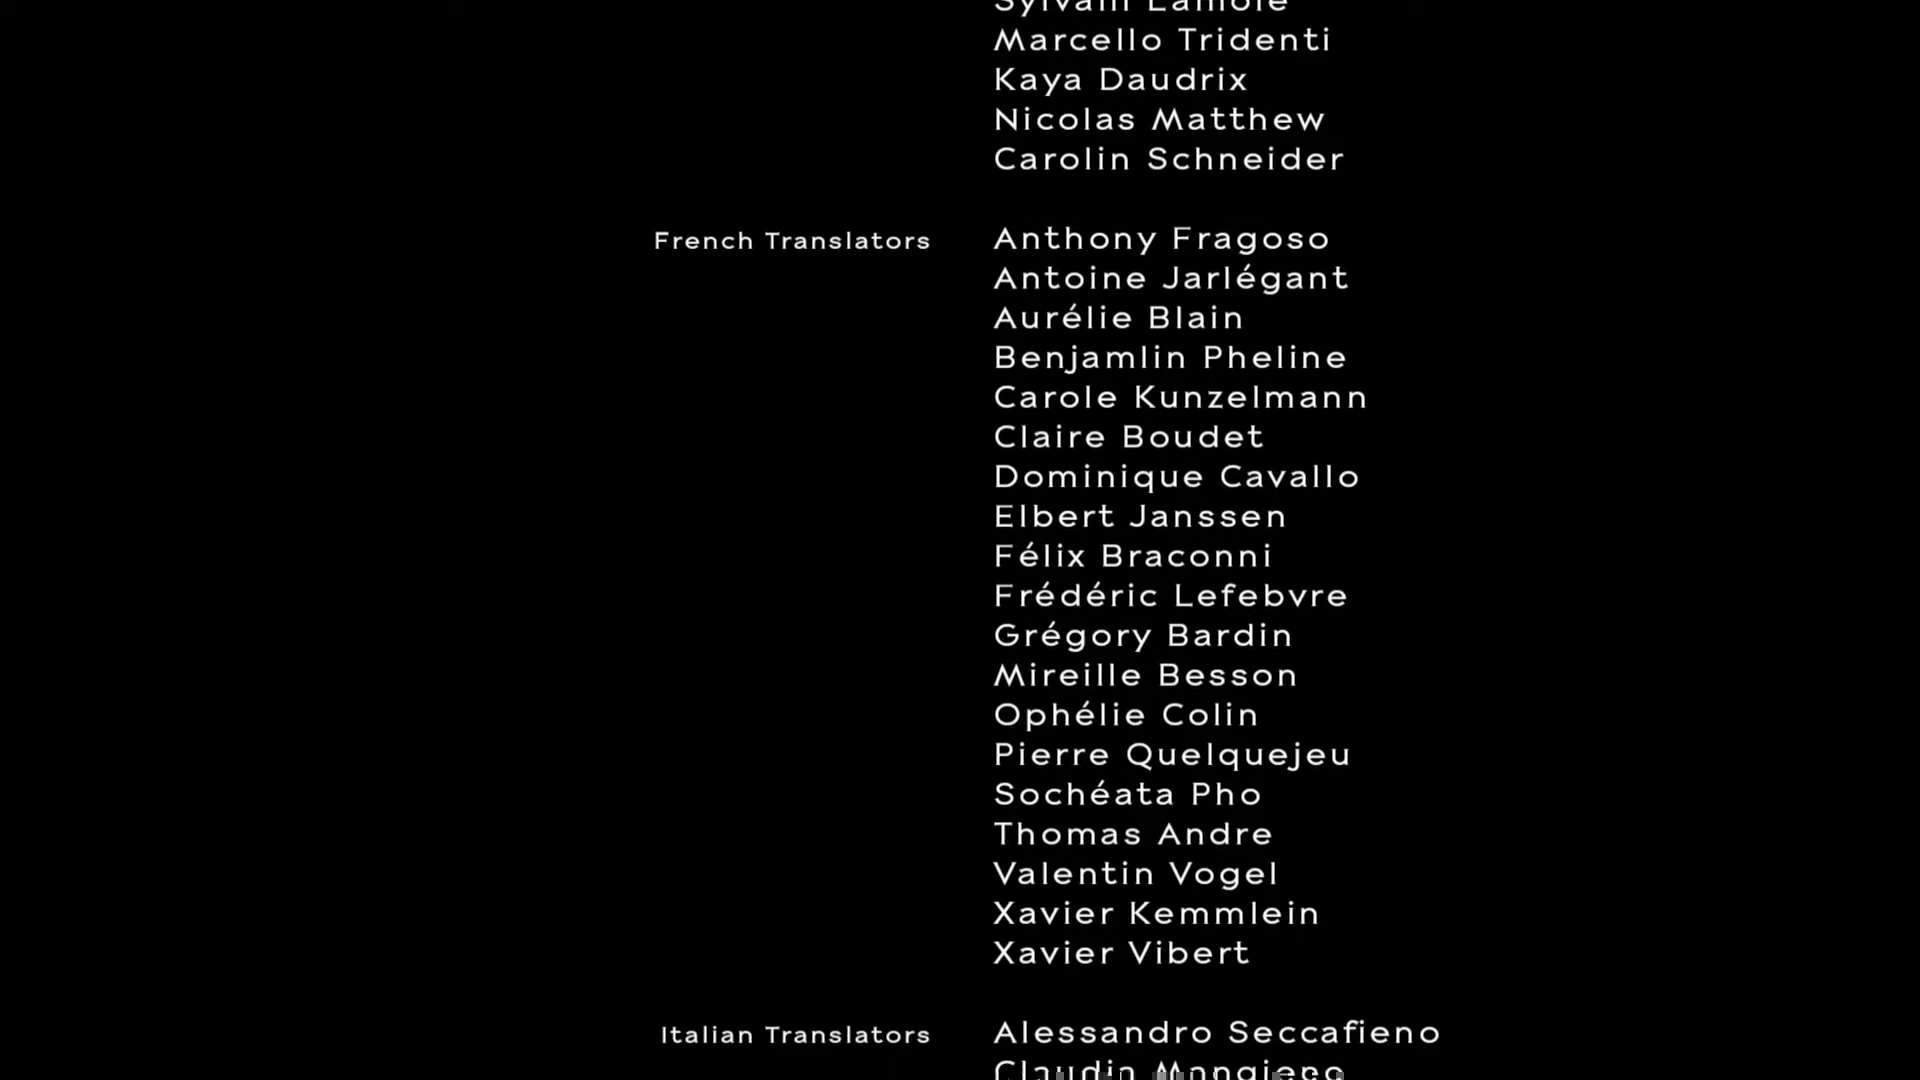 Marcello Tridenti
Kaya Daudrix
Nicolas Matthew
Carolin Schneider
French Translators Anthony Fragoso
Antoine Jarlégant
Aurélie Blain
Benjamlin Pheline
Carole Kunzelmann
Claire Boudet
Dominique Cavallo
Elbert Janssen
Félix Braconni
Frédéric Lefebvre
Grégory Bardin
Mireille Besson
Ophélie Colin
Pierre Quelquejeu
Sochéata Pho
Thomas Andre
Valentin Vogel
Xavier Kemmlein
Xavier Vibert
Italian Translators Alessandro Seccafieno